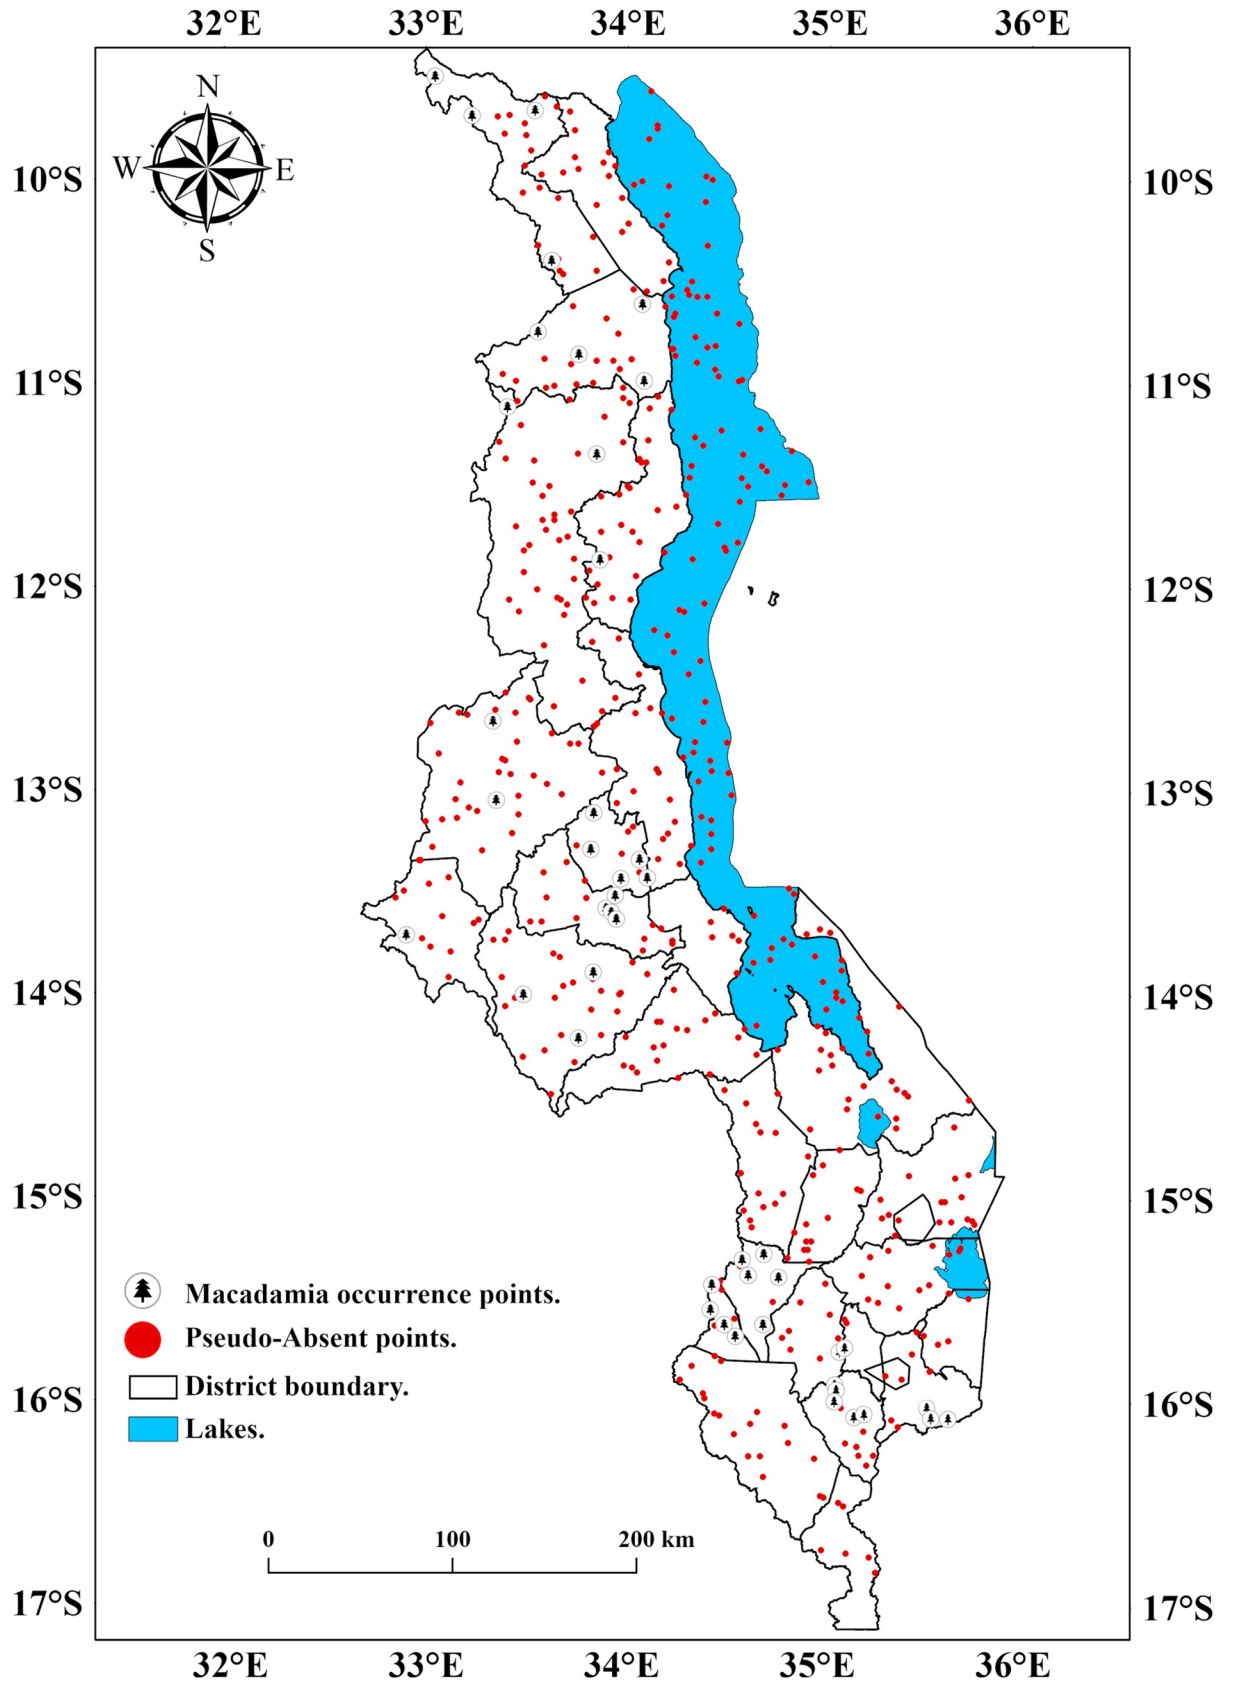 32°E 33°E 34°E 35°E 36°E
N
W E
S
10°S 10°S
11°S 11°S
12°S 12°S
13°S 13°S
14°S 14°S
15°S 15°S
Macadamia occurrence points.
Pseudo-Absent points.
District boundary.
16°S 16°S
Lakes.
0 100 200 km
17°S 17°S
32°E 33°E 34°E 35°E 36°E